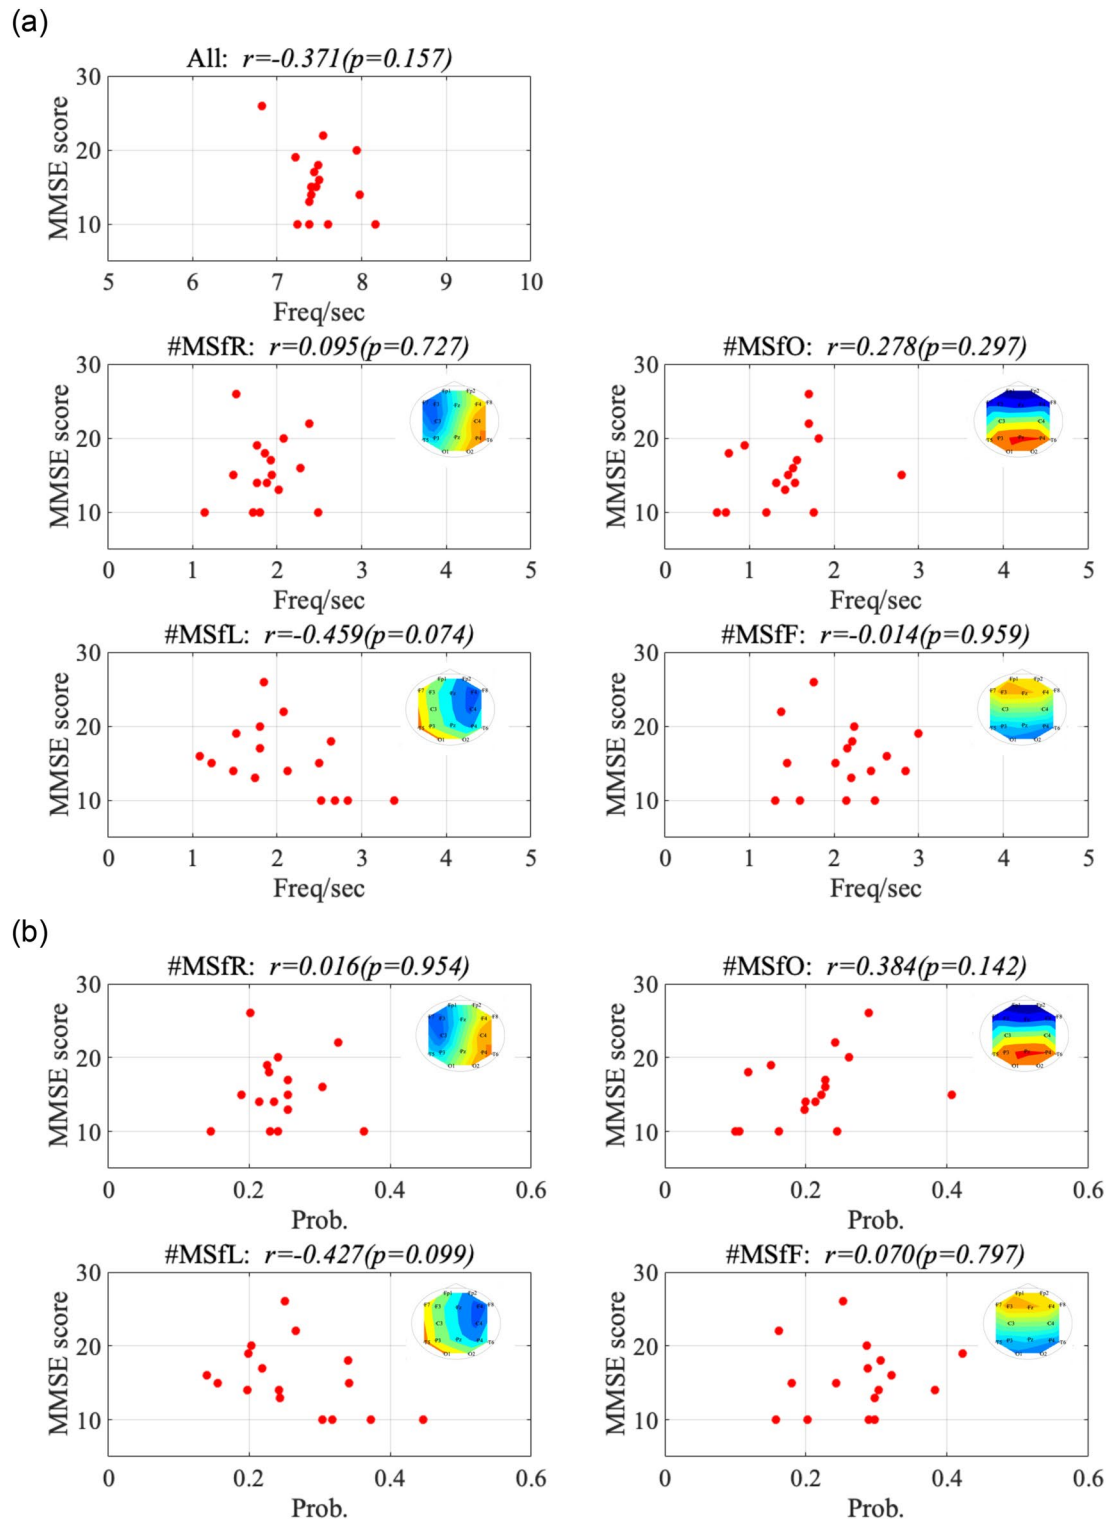 (a)
All: r=-0.371(p=0.157)
MMSE score
30
20
10
5 6 7 8 9 10
Freq/sec
#MSfR: r=0.095(p=0.727)
MMSE score
30
20
10
0 1 2 3 4 5
Freq/sec
#MSfO: r=0.278(p=0.297)
MMSE score
30
20
10
0 1 2 3 4 5
Freq/sec
#MSfL: r=-0.459(p=0.074)
MMSE score
30
20
10
0 1 2 3 4 5
Freq/sec
#MSfF: r=-0.014(p=0.959)
MMSE score
30
20
10
0 1 2 3 4 5
Freq/sec
(b)
#MSfR: r=0.016(p=0.954)
MMSE score
30
20
10
0 0.2 0.4 0.6
Prob.
#MSfO: r=0.384(p=0.142)
MMSE score
30
20
10
0 0.2 0.4 0.6
Prob.
#MSfL: r=-0.427(p=0.099)
MMSE score
30
20
10
0 0.2 0.4 0.6
Prob.
#MSfF: r=0.070(p=0.797)
MMSE score
30
20
10
0 0.2 0.4 0.6
Prob.